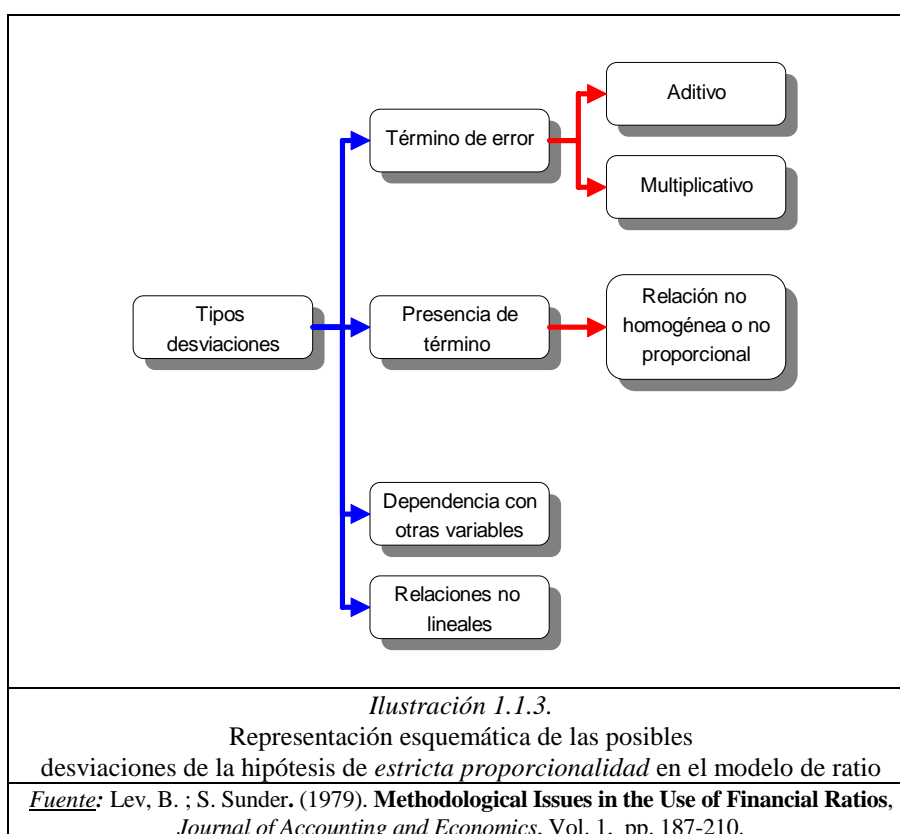 Aditivo
Término de error
Multiplicativo
Tipos
desviaciones
Presencia de
término
Relación no
homogénea o no
proporcional
Dependencia con
otras variables
Relaciones no
lineales
Ilustración 1.1.3.
Representación esquemática de las posibles
desviaciones de la hipótesis de estricta proporcionalidad en el modelo de ratio
Fuente: Lev, B. ; S. Sunder. (1979). Methodological Issues in the Use of Financial Ratios,
Journal of Accounting and Economics. Vol. 1. pp. 187-210.